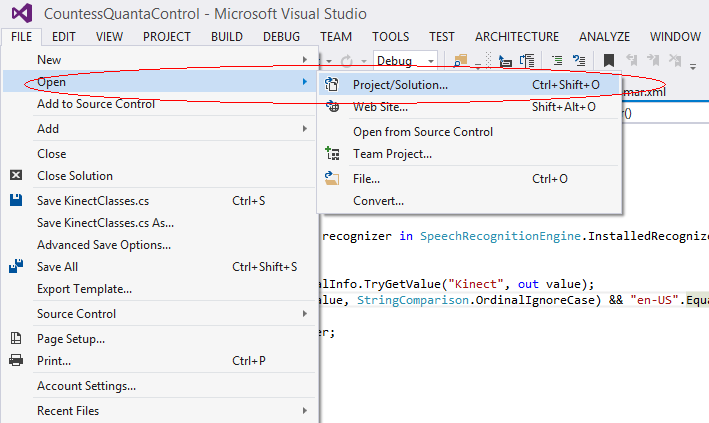 CountessQuantaControl - Microsoft Visual Studio
FILE EDIT VIEW PROJECT BUILD DEBUG TEAM TOOLS TEST ARCHITECTURE ANALYZE WINDOW
New
Debug
Open
Project/Solution... Ctrl+Shift+O
mar.xml
Add to Source Control
Web Site... Shift+Alt+O
r()
Add
Open from Source Control
Close
Team Project...
Close Solution
File... Ctrl+O
Save KinectClasses.cs Ctrl+S
Convert...
Save KinectClasses.cs As...
Advanced Save Options...
recognizer in SpeechRecognitionEngine.InstalledRecognize
Save All Ctrl+Shift+S
Export Template...
alInfo.TryGetValue("Kinect", out value);
alue, StringComparison.OrdinalIgnoreCase) && "en-US".Equa
Source Control
Page Setup...
er;
Print... Ctrl+P
Account Settings...
Recent Files